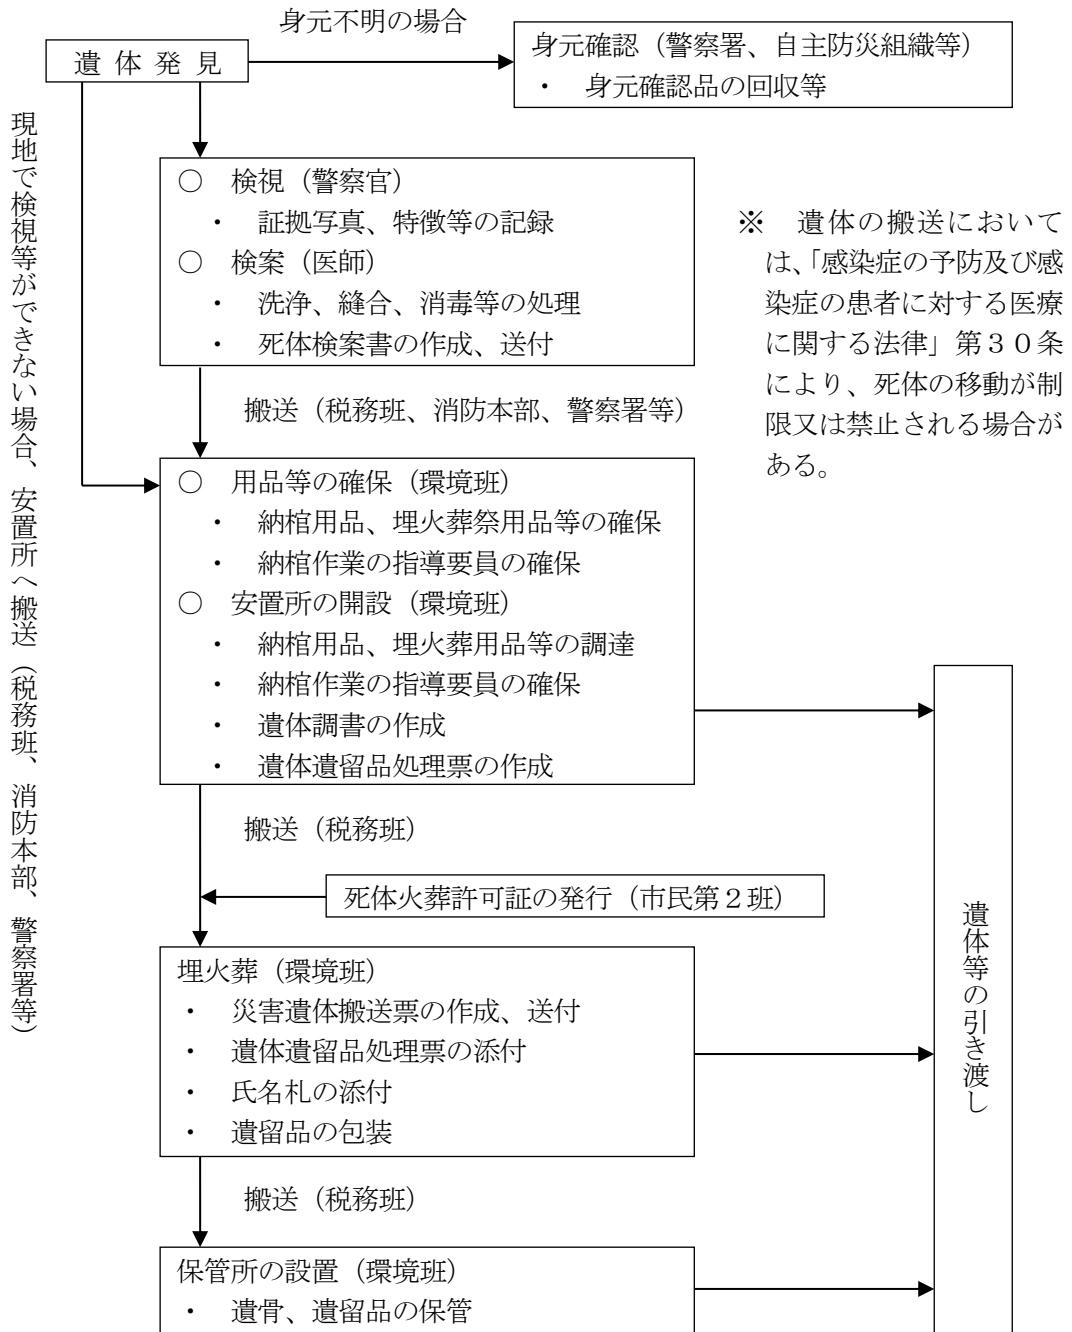 身元不明の場合
遺体発見
身元確認（警察署、自主防災組織等）
・　身元確認品の回収等
現地で検視等ができない場合、安置所へ搬送（税務班、消防本部、警察署等）
○　検視（警察官）
・　証拠写真、特徴等の記録
○　検案（医師）
・　洗浄、縫合、消毒等の処理
・　死体検案書の作成、送付
※　遺体の搬送において
は、「感染症の予防及び感
染症の患者に対する医療
に関する法律」第３０条
により、死体の移動が制
限又は禁止される場合が
ある。
搬送（税務班、消防本部、警察署等）
○　用品等の確保（環境班）
・　納棺用品、埋火葬祭用品等の確保
・　納棺作業の指導要員の確保
○　安置所の開設（環境班）
・　納棺用品、埋火葬用品等の調達
・　納棺作業の指導要員の確保
・　遺体調書の作成
・　遺体遺留品処理票の作成
搬送（税務班）
死体火葬許可証の発行（市民第２班）
遺体等の引き渡し
埋火葬（環境班）
・　災害遺体搬送票の作成、送付
・　遺体遺留品処理票の添付
・　氏名札の添付
・　遺留品の包装
搬送（税務班）
保管所の設置（環境班）
・　遺骨、遺留品の保管